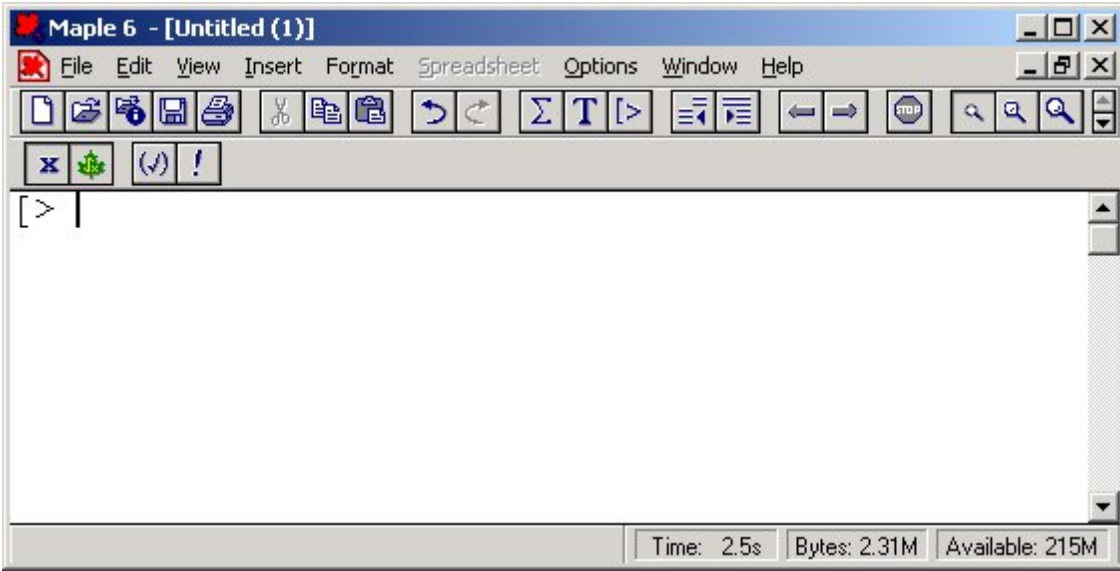 Maple 6 - [Untitled (1)]
File Edit View Insert Format Spreadsheet Options Window Help
Σ T [> STOP
x (√) !
[>
Time: 2.5s Bytes: 2.31M Available: 215M